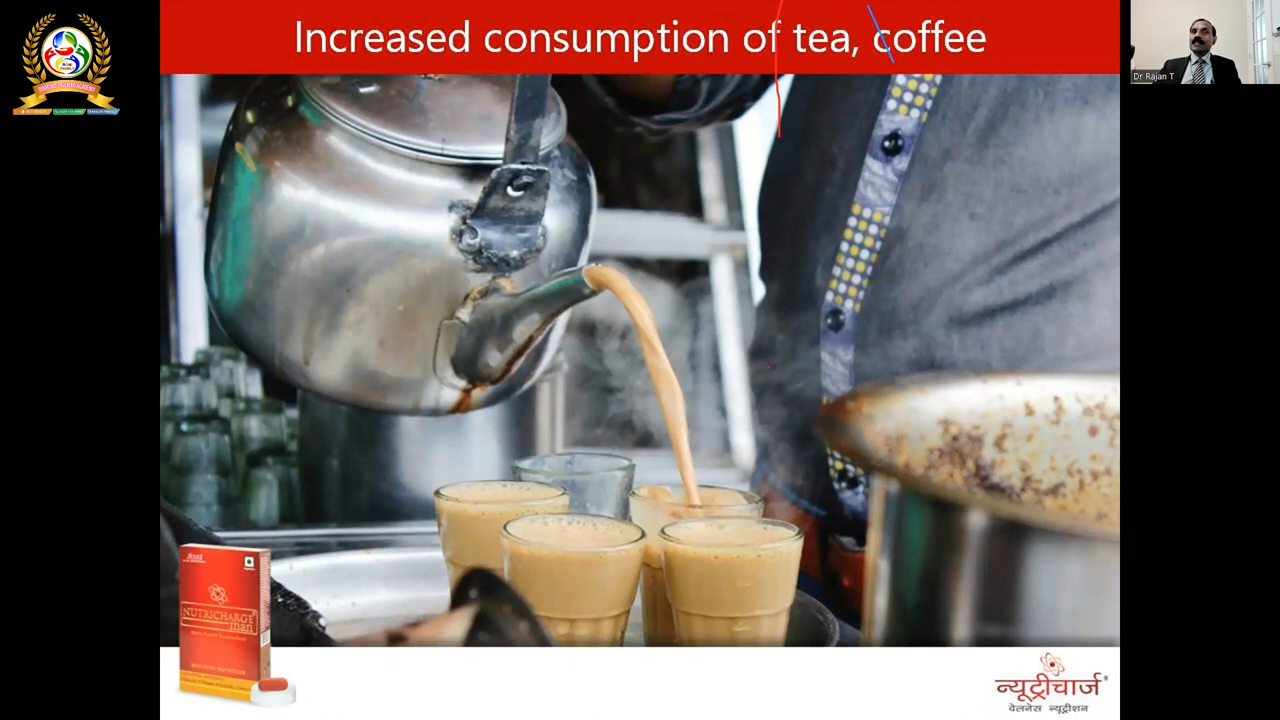 Increased consumption of tea, coffee
Dr Rajan T
NUTRICHARGE
man
न्यूट्रीचार्ज
वेलनेस न्यूट्रीशन